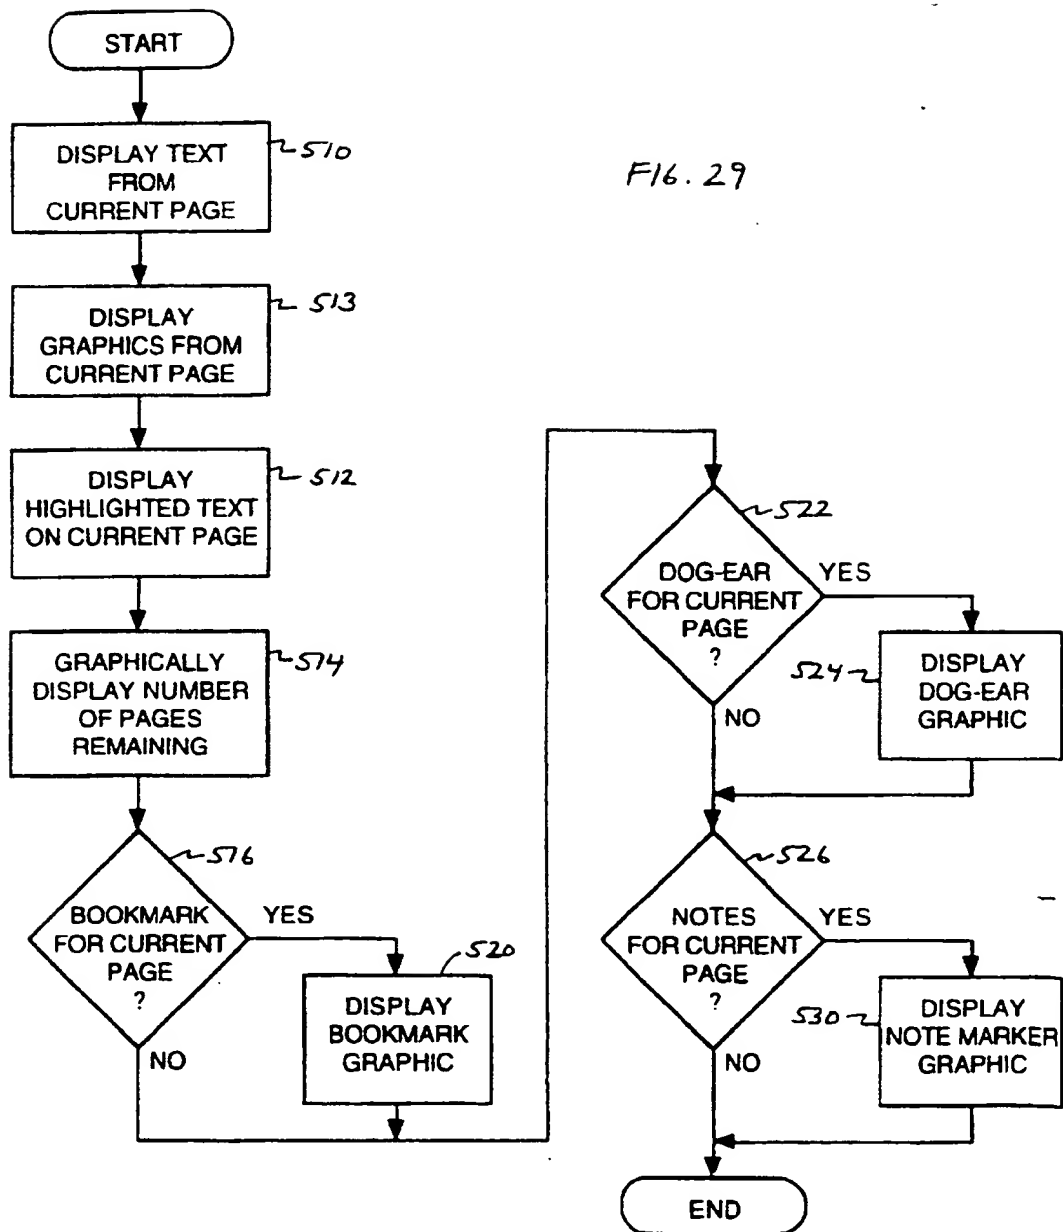 START
DISPLAY TEXT
FROM
CURRENT PAGE
510
FIG. 29
DISPLAY
GRAPHICS FROM
CURRENT PAGE
513
DISPLAY
HIGHLIGHTED TEXT
ON CURRENT PAGE
512
GRAPHICALLY
DISPLAY NUMBER
OF PAGES
REMAINING
514
BOOKMARK
FOR CURRENT
PAGE
?
516
YES
NO
DISPLAY
BOOKMARK
GRAPHIC
520
DOG-EAR
FOR CURRENT
PAGE
?
522
YES
NO
DISPLAY
DOG-EAR
GRAPHIC
524
NOTES
FOR CURRENT
PAGE
?
526
YES
NO
DISPLAY
NOTE MARKER
GRAPHIC
530
END